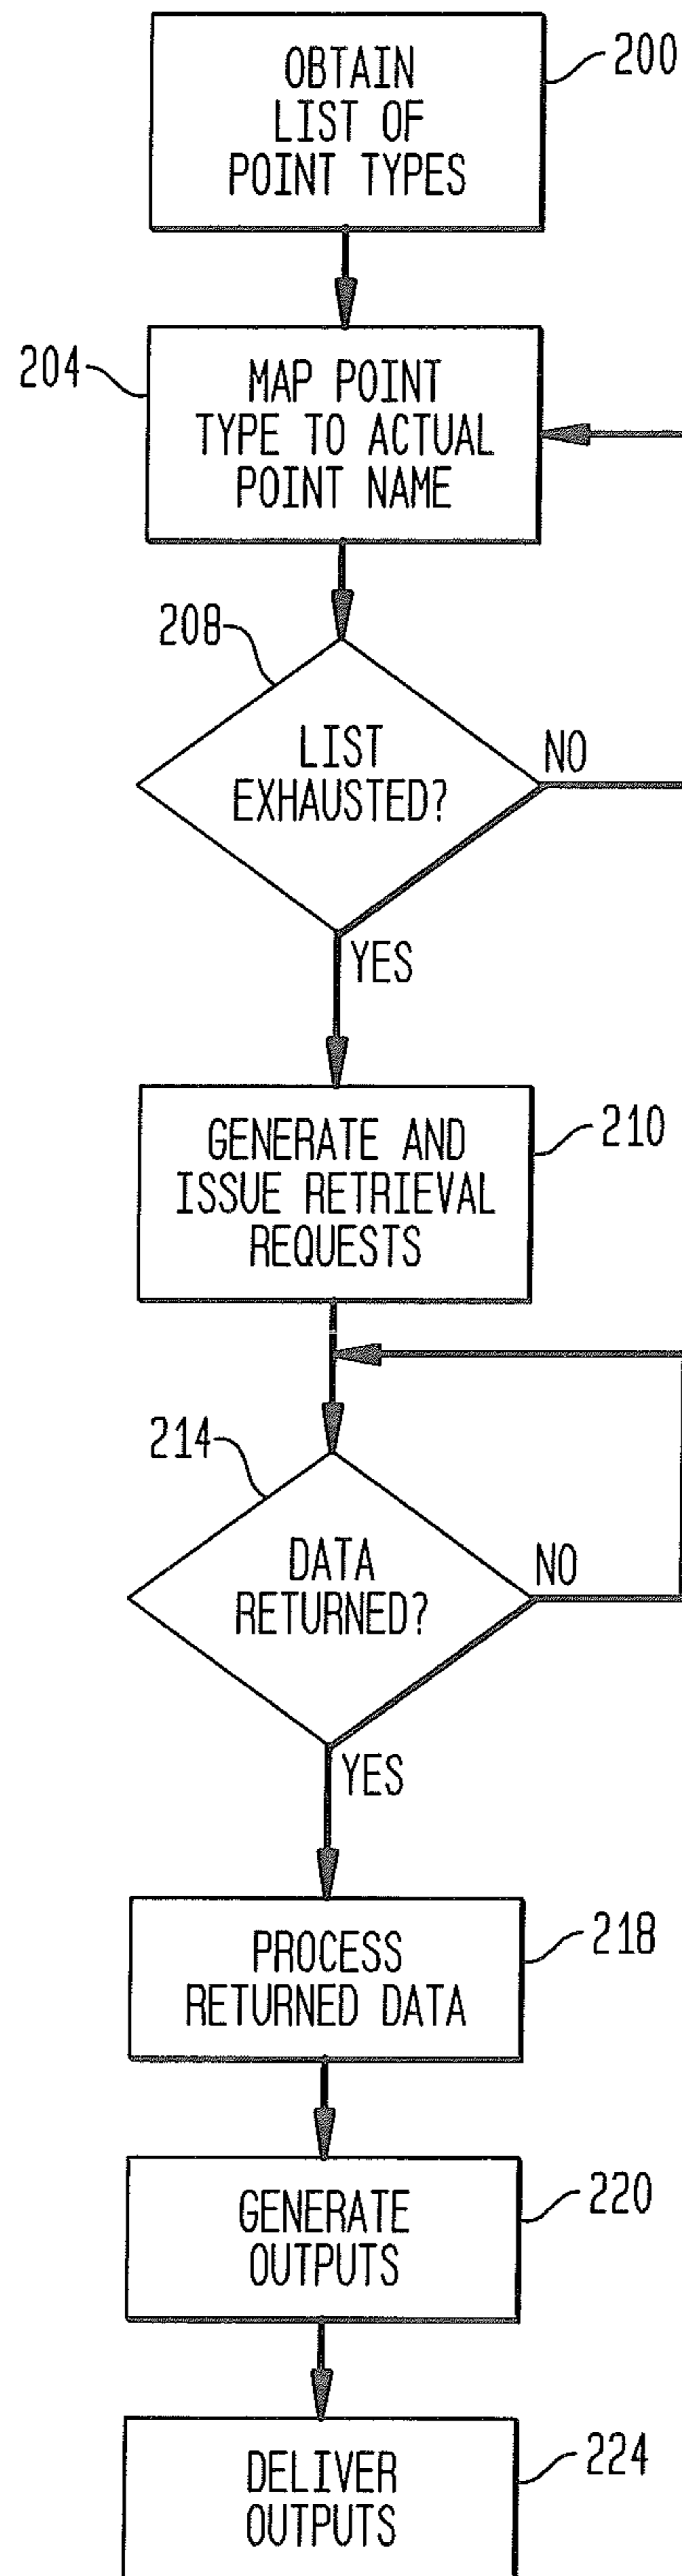 OBTAIN
LIST OF
POINT TYPES
200
204
MAP POINT
TYPE TO ACTUAL
POINT NAME
208
LIST
EXHAUSTED?
NO
YES
GENERATE AND
ISSUE RETRIEVAL
REQUESTS
210
214
DATA
RETURNED?
NO
YES
PROCESS
RETURNED DATA
218
GENERATE
OUTPUTS
220
DELIVER
OUTPUTS
224